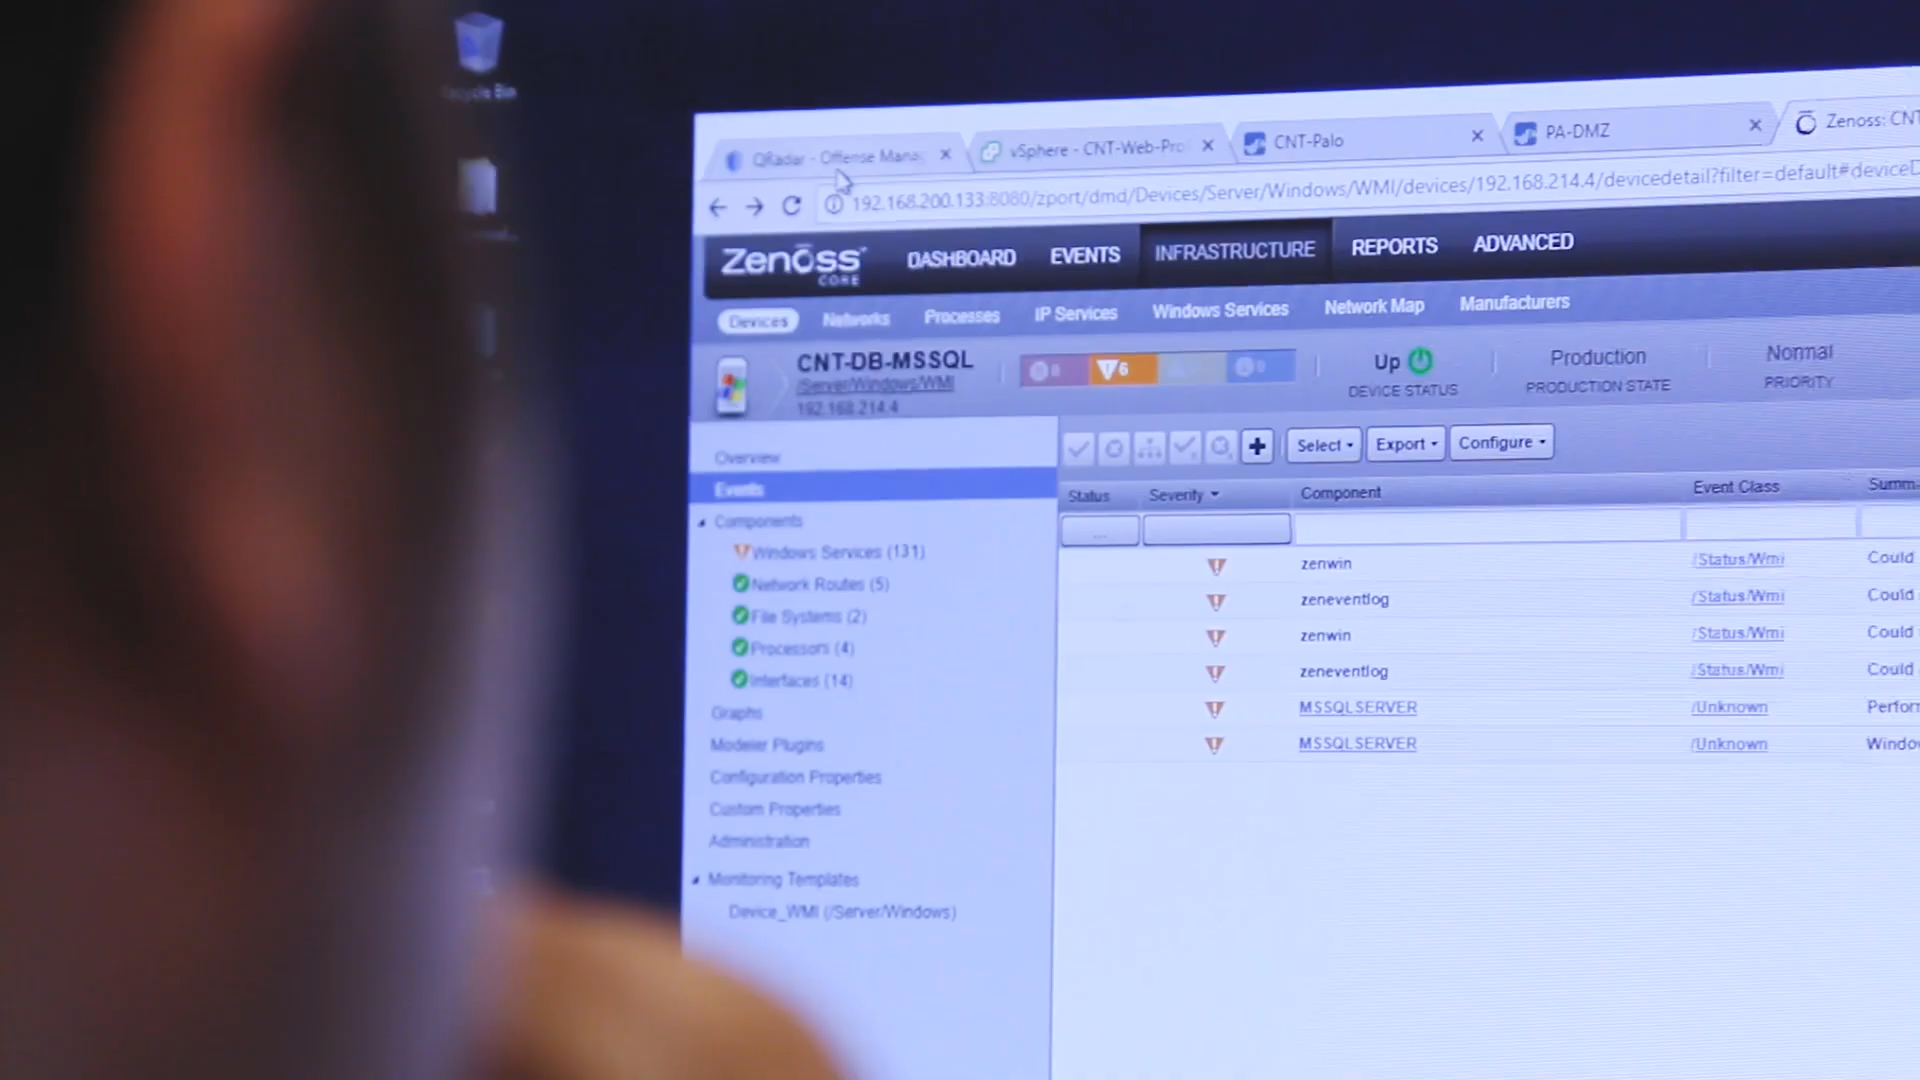 Recycle Bin
QRadar - Offense Mana
vSphere - CNT-Web-Pro
CNT-Palo
PA-DMZ
Zenoss: CNT
192.168.200.133:8080/zport/dmd/Devices/Server/Windows/WMI/devices/192.168.214.4/devicedetail?filter=default#deviceD
Zenoss CORE
DASHBOARD
EVENTS
INFRASTRUCTURE
REPORTS
ADVANCED
Devices
Networks
Processes
IP Services
Windows Services
Network Map
Manufacturers
CNT-DB-MSSQL
/Server/Windows/WMI
192.168.214.4
6
Up
DEVICE STATUS
Production
PRODUCTION STATE
Normal
PRIORITY
Overview
Events
Components
Windows Services (131)
Network Routes (5)
File Systems (2)
Processors (4)
Interfaces (14)
Graphs
Modeler Plugins
Configuration Properties
Custom Properties
Administration
Monitoring Templates
Device_WMI (/Server/Windows)
Select
Export
Configure
Status Severity Component Event Class Summ
...
zenwin /Status/Wmi Could
zeneventlog /Status/Wmi Could
zenwin /Status/Wmi Could
zeneventlog /Status/Wmi Could
MSSQLSERVER /Unknown Perfor
MSSQLSERVER /Unknown Windo